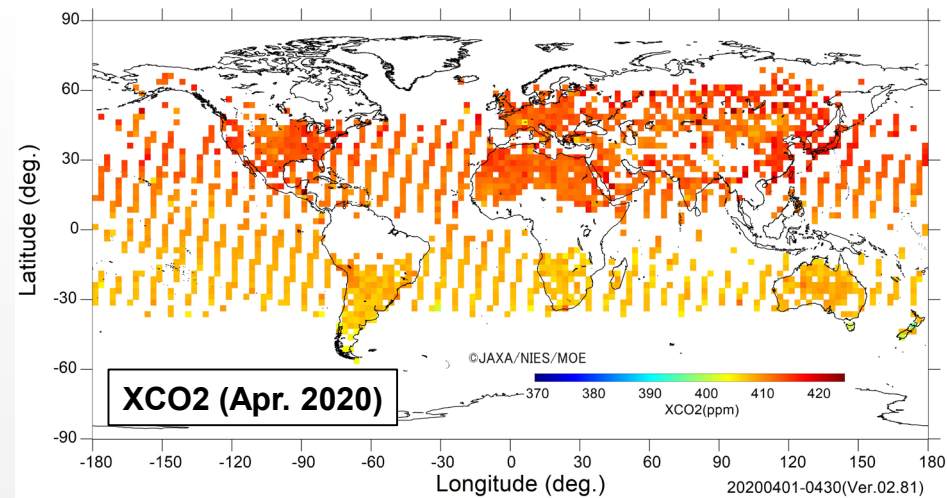 90
60
30
0
-30
-60
-90
Latitude (deg.)
©JAXA/NIES/MOE
XCO2 (Apr. 2020)
370 380 390 400 410 420
XCO2(ppm)
-180 -150 -120 -90 -60 -30 0 30 60 90 120 150 180
Longitude (deg.)
20200401-0430(Ver.02.81)